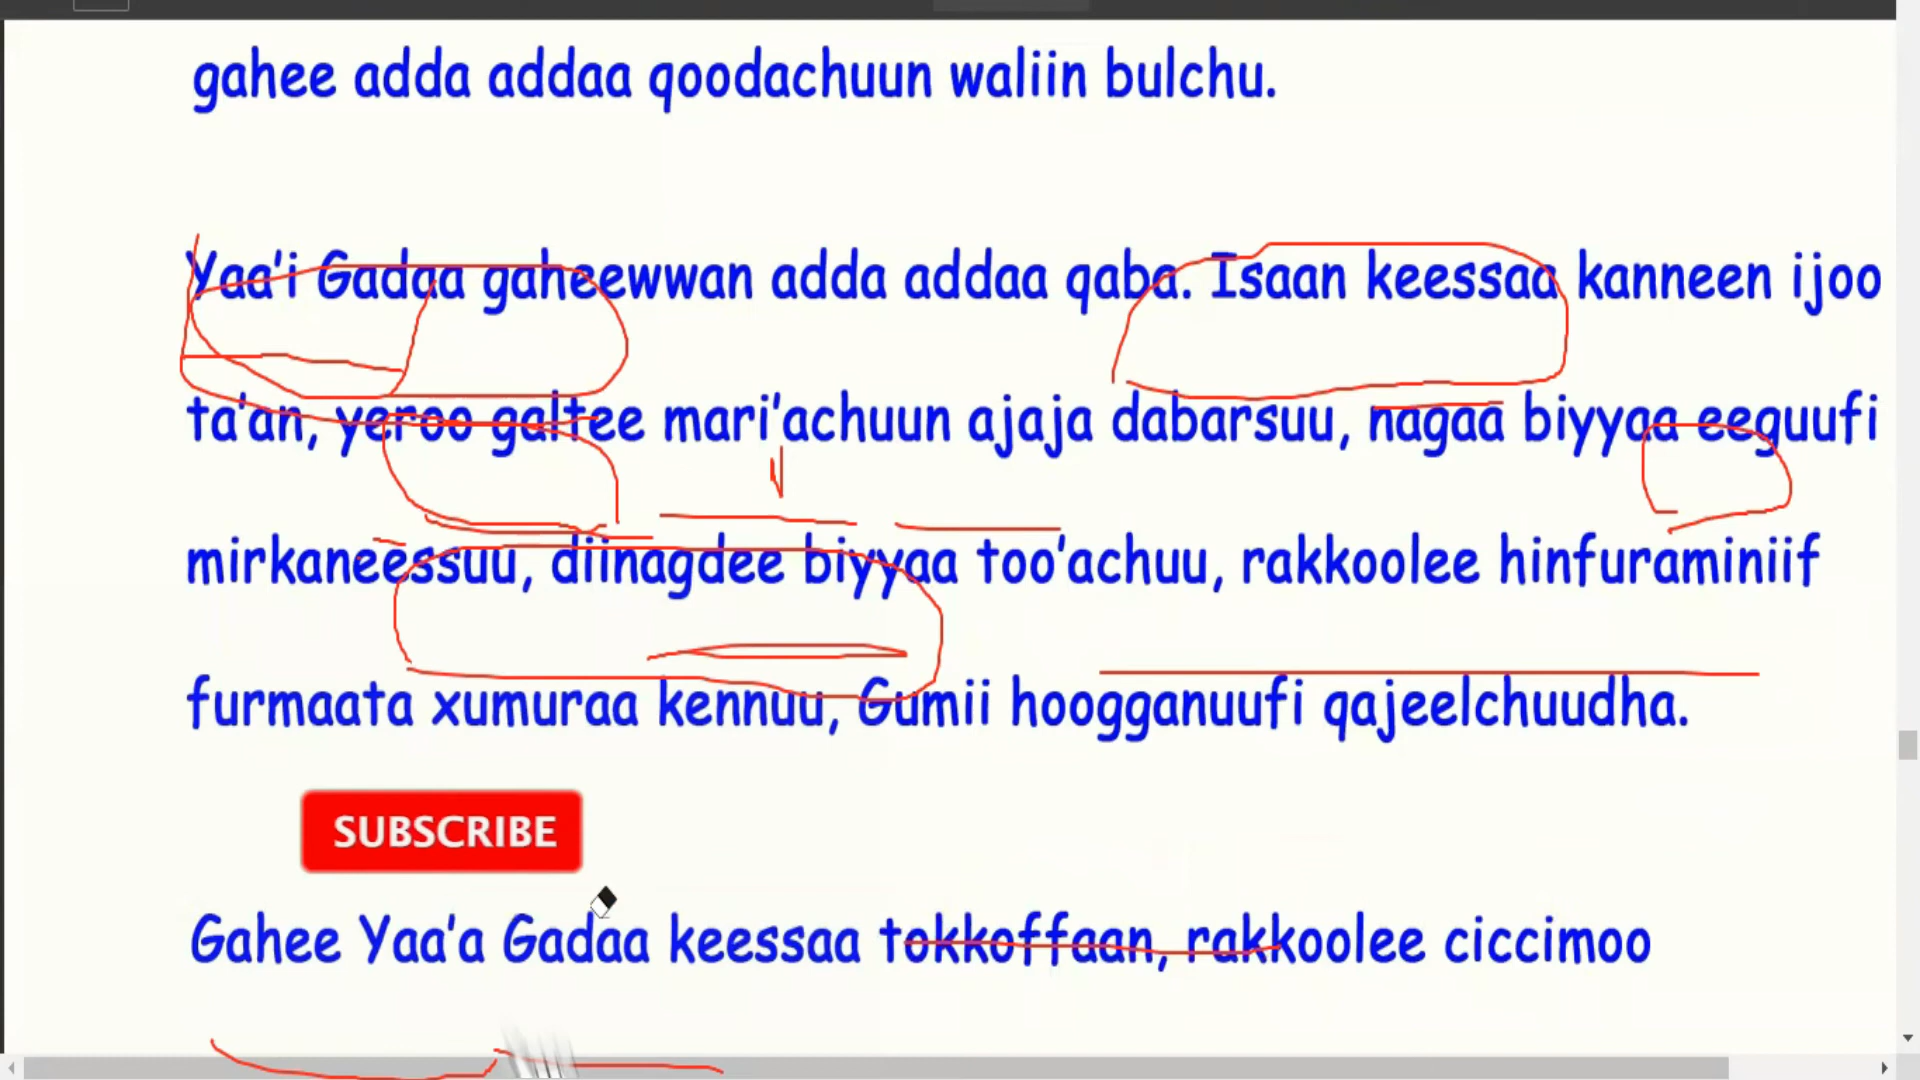 gahee adda addaa qoodachuun waliin bulchu.
Yaa'i Gadaa gaheewwan adda addaa qaba. Isaan keessaa kanneen ijoo
ta'an, yeroo galtee mari'achuun ajaja dabarsuu, nagaa biyyaa eeguufi
mirkaneessuu, diinagdee biyyaa too'achuu, rakkoolee hinfuraminiif
furmaata xumuraa kennuu, Gumii hoogganuufi qajeelchuudha.
SUBSCRIBE
Gahee Yaa'a Gadaa keessaa tokkoffaan, rakkoolee ciccimoo